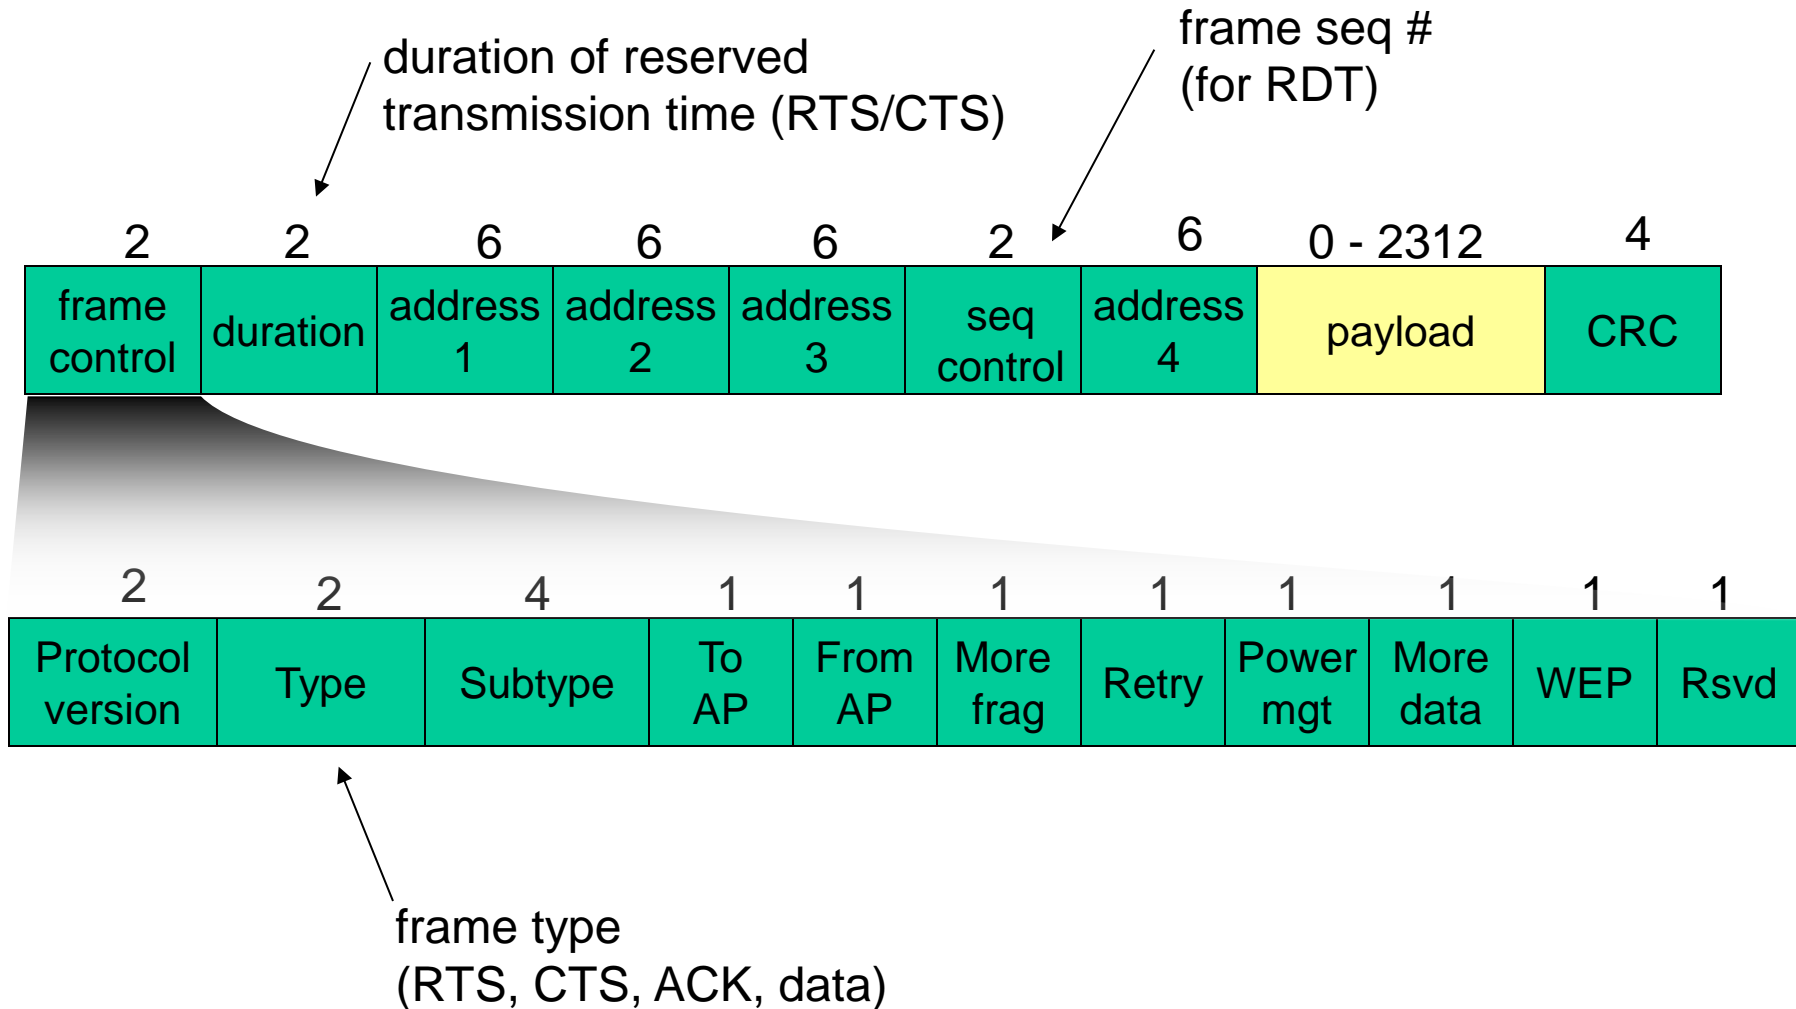 duration of reserved
transmission time (RTS/CTS)
frame seq #
(for RDT)
2 2 6 6 6 2 6 0 - 2312 4
frame
control
duration
address
1
address
2
address
3
seq
control
address
4
payload
CRC
2 2 4 1 1 1 1 1 1 1 1
Protocol
version
Type
Subtype
To
AP
From
AP
More
frag
Retry
Power
mgt
More
data
WEP
Rsvd
frame type
(RTS, CTS, ACK, data)